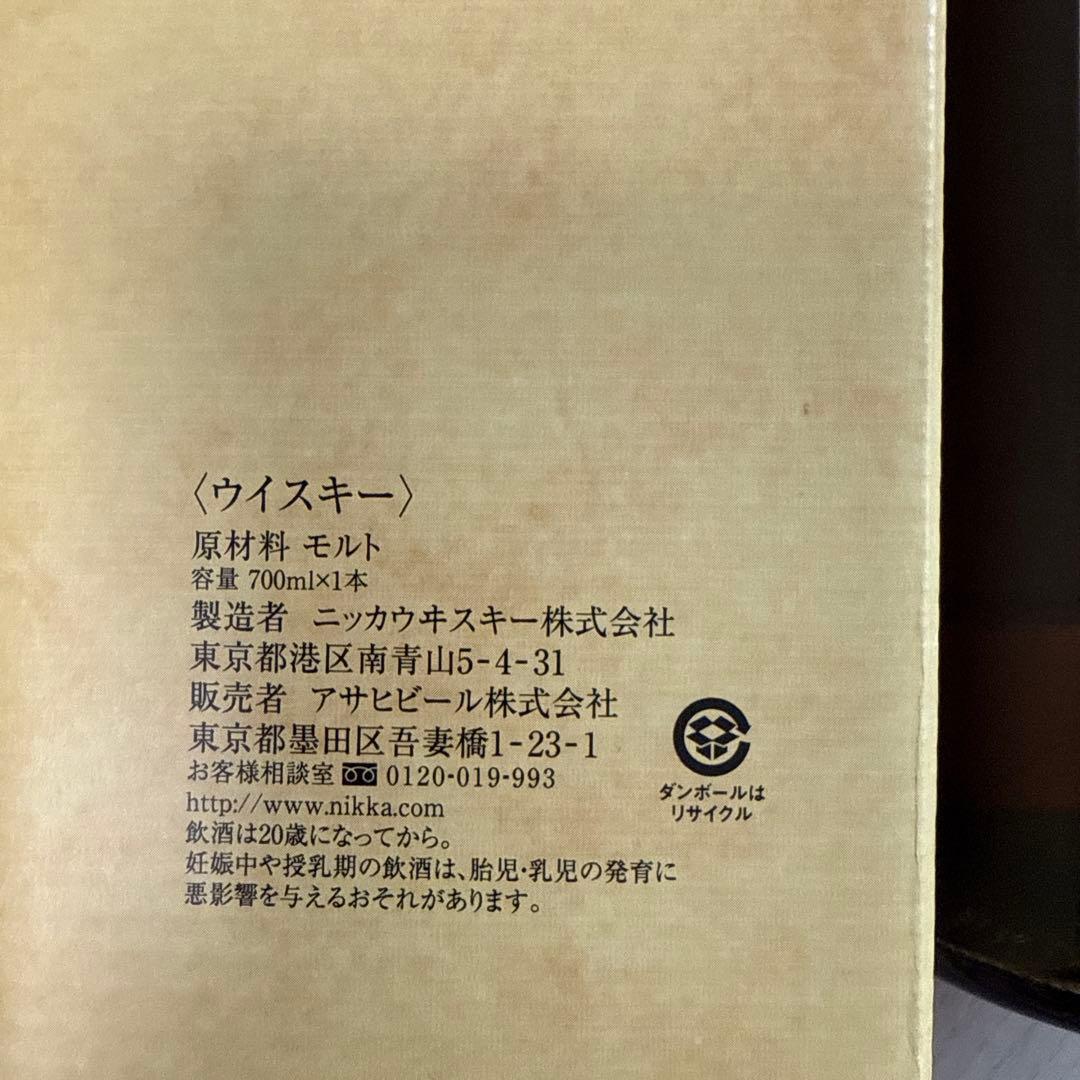 〈ウイスキー〉
原材料 モルト
容量 700ml×1本
製造者 ニッカウヰスキー株式会社
東京都港区南青山5-4-31
販売者 アサヒビール株式会社
東京都墨田区吾妻橋1-23-1
お客様相談室 0120-019-993
http://www.nikka.com
飲酒は20歳になってから。
妊娠中や授乳期の飲酒は、胎児・乳児の発育に
悪影響を与えるおそれがあります。
ダンボールは
リサイクル